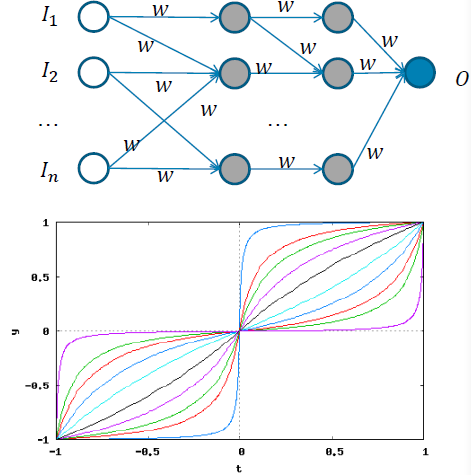 I₁ w w
w w
I₂ w w w O
w
... ...
w w
Iₙ w w
1
0,5
y 0
-0,5
-1
-1 -0,5 0 0,5 1
t